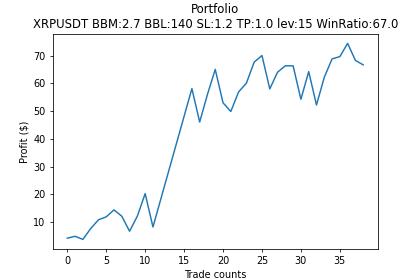 Portfolio
XRPUSDT BBM:2.7 BBL:140 SL:1.2 TP:1.0 lev:15 WinRatio:67.0
70
60
50
40
30
20
10
Profit ($)
0 5 10 15 20 25 30 35
Trade counts